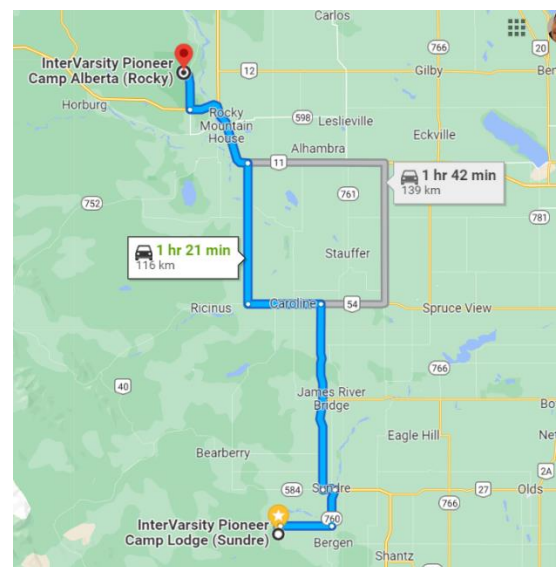 Carlos
766
20
InterVarsity Pioneer
Camp Alberta (Rocky)
12
Gilby
Ben
Horburg
Rocky
Mountain
House
598
Leslieville
Eckville
Alhambra
11
1 hr 42 min
139 km
752
761
781
1 hr 21 min
116 km
Stauffer
Ricinus
Caroline
54
Spruce View
766
40
James River
Bridge
Bo
Eagle Hill
Net
Bearberry
2A
584
Sundre
27
Olds
766
InterVarsity Pioneer
Camp Lodge (Sundre)
760
Bergen
Shantz